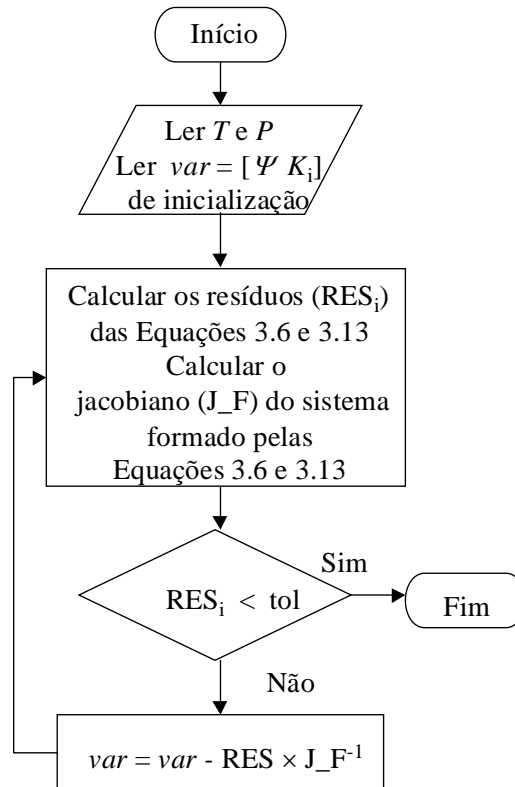 Início
Ler T e P
Ler var = [Ψ Kᵢ]
de inicialização
Calcular os resíduos (RESᵢ)
das Equações 3.6 e 3.13
Calcular o
jacobiano (J_F) do sistema
formado pelas
Equações 3.6 e 3.13
Sim
RESᵢ < tol
Fim
Não
var = var - RES × J_F⁻¹